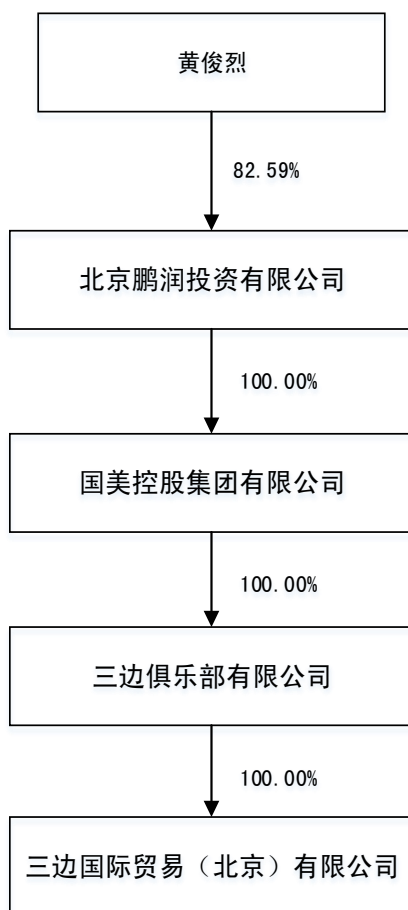 黄俊烈
82.59%
北京鹏润投资有限公司
100.00%
国美控股集团有限公司
100.00%
三边俱乐部有限公司
100.00%
三边国际贸易（北京）有限公司